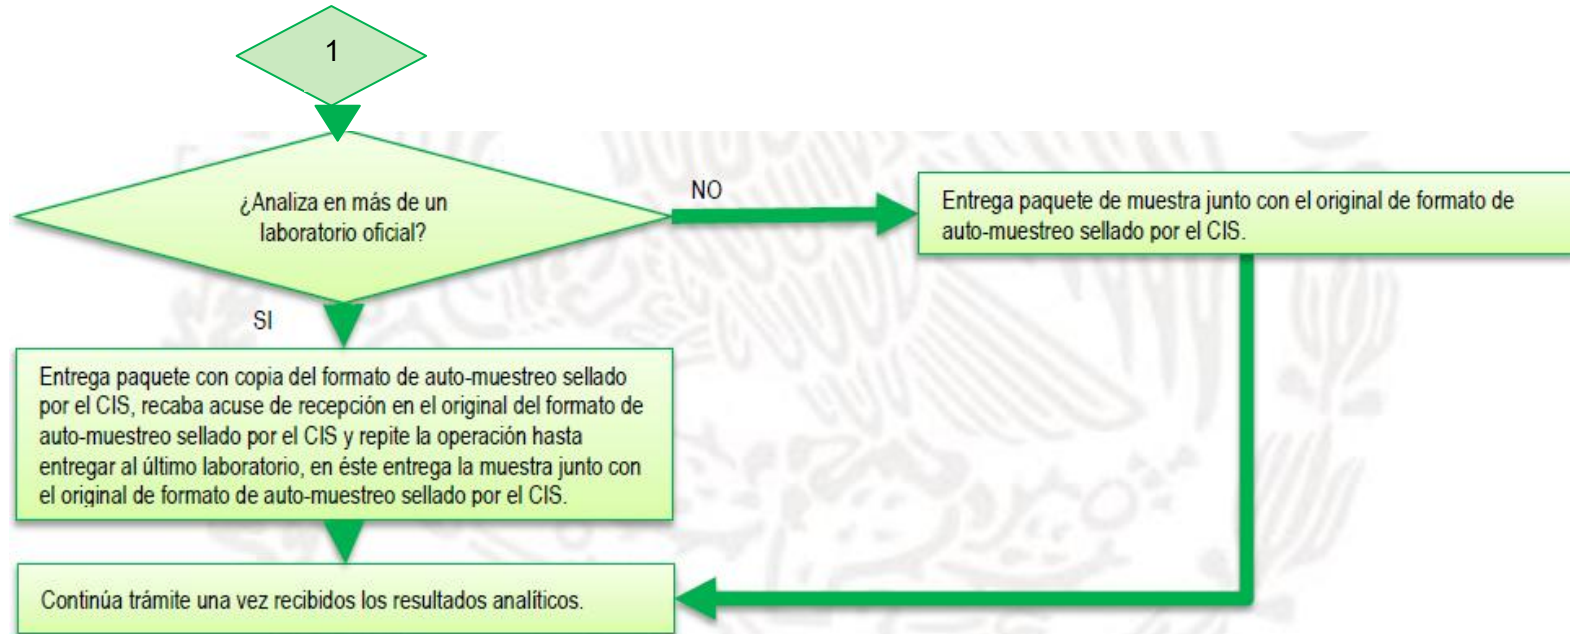 1
¿Analiza en más de un
laboratorio oficial?
NO
Entrega paquete de muestra junto con el original de formato de
auto-muestreo sellado por el CIS.
SI
Entrega paquete con copia del formato de auto-muestreo sellado
por el CIS, recaba acuse de recepción en el original del formato de
auto-muestreo sellado por el CIS y repite la operación hasta
entregar al último laboratorio, en éste entrega la muestra junto con
el original de formato de auto-muestreo sellado por el CIS.
Continúa trámite una vez recibidos los resultados analíticos.